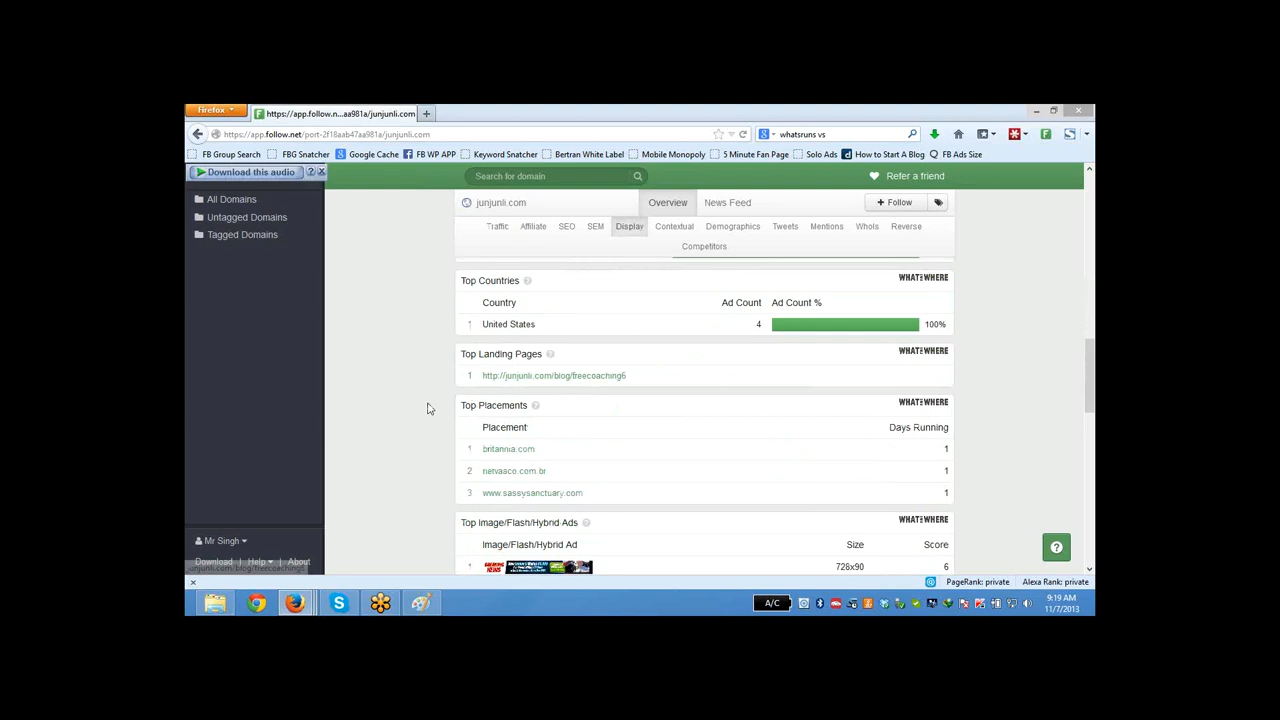 Firefox
https://app.follow.n...aa981a/junjunli.com
https://app.follow.net/port-2f18aab47aa981a/junjunli.com
whatsruns vs
FB Group Search
FBG Snatcher
Google Cache
FB WP APP
Keyword Snatcher
Bertran White Label
Mobile Monopoly
5 Minute Fan Page
Solo Ads
How to Start A Blog
FB Ads Size
Download this audio
Search for domain
Refer a friend
All Domains
Untagged Domains
Tagged Domains
junjunli.com
Overview
News Feed
+ Follow
Traffic Affiliate SEO SEM Display Contextual Demographics Tweets Mentions WhoIs Reverse
Competitors
Top Countries
WHATWHERE
Country Ad Count Ad Count %
1 United States 4 100%
Top Landing Pages
WHATWHERE
1 http://junjunli.com/blog/freecoaching6
Top Placements
WHATWHERE
Placement Days Running
1 britannia.com 1
2 netvasco.com.br 1
3 www.sassysanctuary.com 1
Top Image/Flash/Hybrid Ads
WHATWHERE
Image/Flash/Hybrid Ad Size Score
1 728x90 6
Mr Singh
Download Help About
PageRank: private
Alexa Rank: private
A/C
9:19 AM
11/7/2013